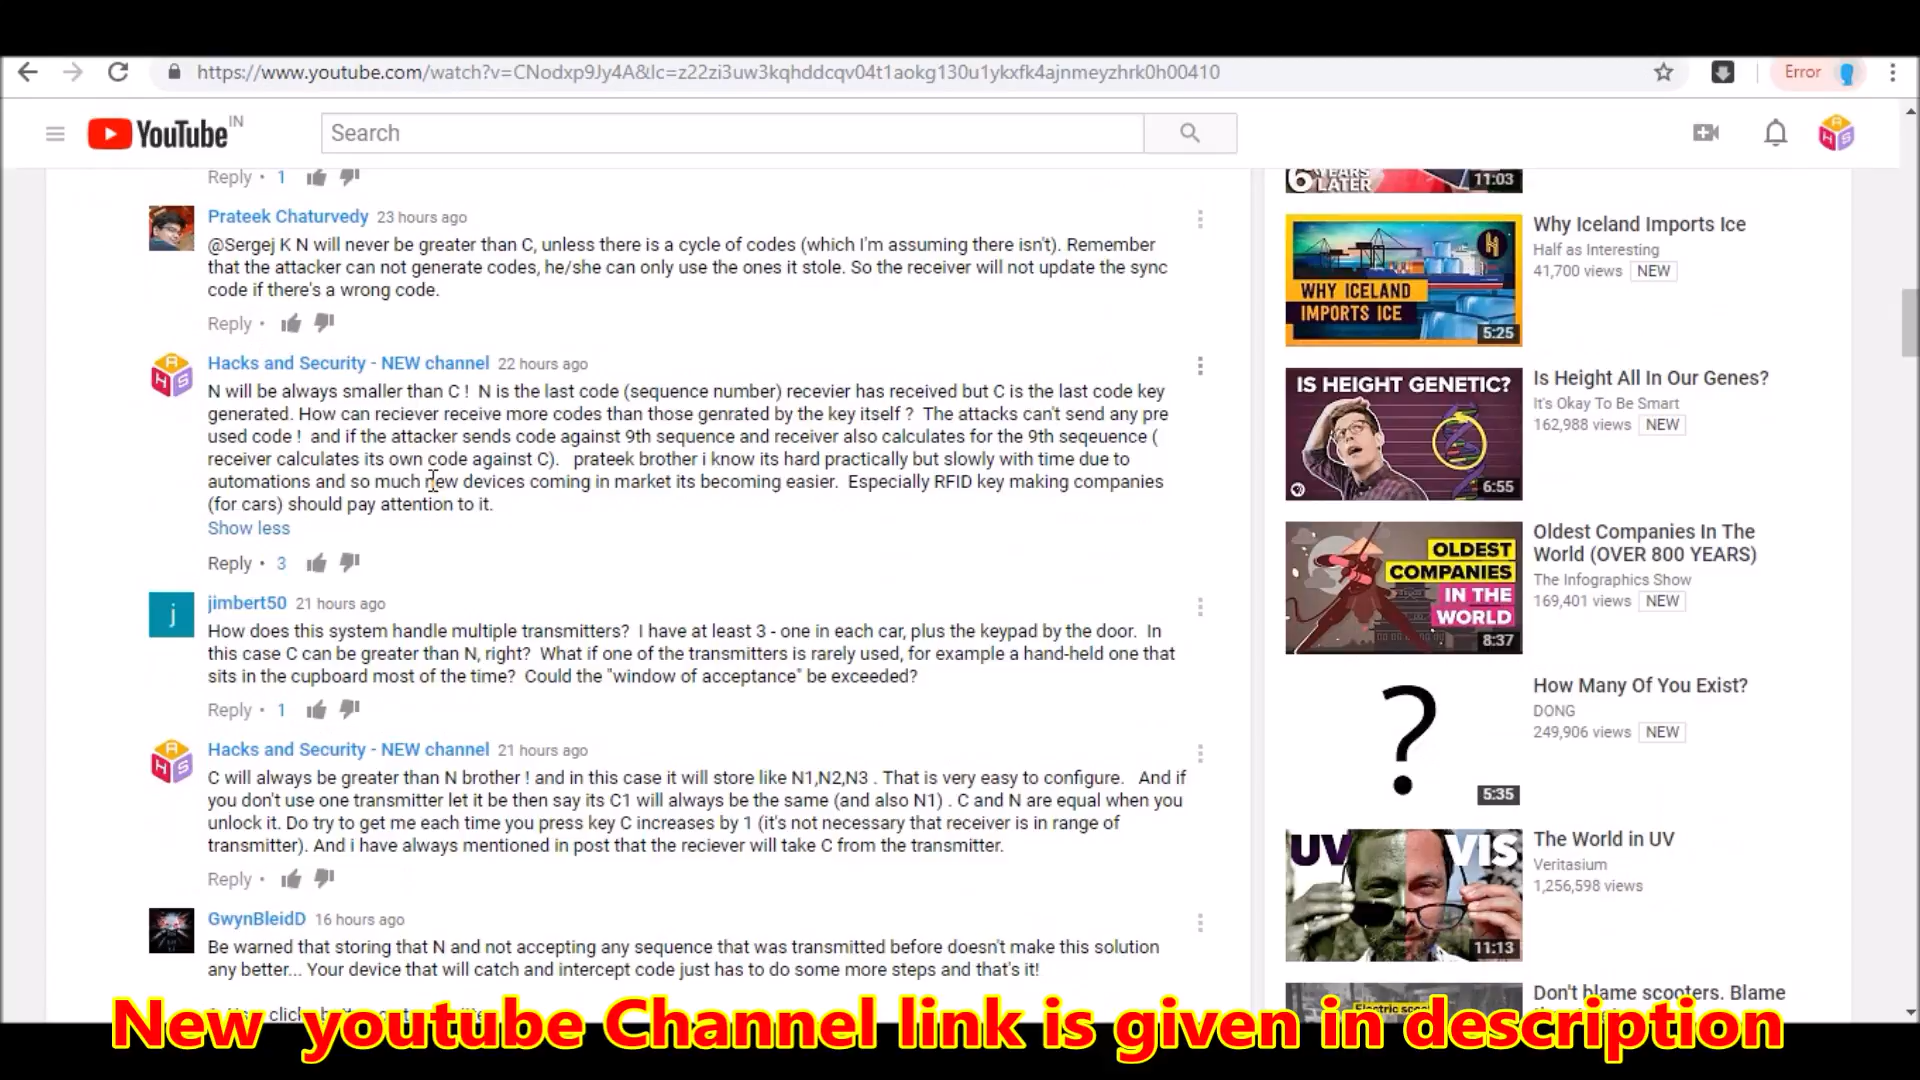 https://www.youtube.com/watch?v=CNodxp9Jy4A&lc=z22zi3uw3kqhddcqv04t1aokg130u1ykxfk4ajnmeyzhrk0h00410
Error
YouTube IN
Search
Reply • 1
Prateek Chaturvedy 23 hours ago
@Sergej K N will never be greater than C, unless there is a cycle of codes (which I'm assuming there isn't). Remember
that the attacker can not generate codes, he/she can only use the ones it stole. So the receiver will not update the sync
code if there's a wrong code.
Reply •
Hacks and Security - NEW channel 22 hours ago
N will be always smaller than C ! N is the last code (sequence number) recevier has received but C is the last code key
generated. How can reciever receive more codes than those genrated by the key itself ? The attacks can't send any pre
used code ! and if the attacker sends code against 9th sequence and receiver also calculates for the 9th seqeuence (
receiver calculates its own code against C). prateek brother i know its hard practically but slowly with time due to
automations and so much new devices coming in market its becoming easier. Especially RFID key making companies
(for cars) should pay attention to it.
Show less
Reply • 3
j
jimbert50 21 hours ago
How does this system handle multiple transmitters? I have at least 3 - one in each car, plus the keypad by the door. In
this case C can be greater than N, right? What if one of the transmitters is rarely used, for example a hand-held one that
sits in the cupboard most of the time? Could the "window of acceptance" be exceeded?
Reply • 1
Hacks and Security - NEW channel 21 hours ago
C will always be greater than N brother ! and in this case it will store like N1,N2,N3 . That is very easy to configure. And if
you don't use one transmitter let it be then say its C1 will always be the same (and also N1) . C and N are equal when you
unlock it. Do try to get me each time you press key C increases by 1 (it's not necessary that receiver is in range of
transmitter). And i have always mentioned in post that the reciever will take C from the transmitter.
Reply •
GwynBleidD 16 hours ago
Be warned that storing that N and not accepting any sequence that was transmitted before doesn't make this solution
any better... Your device that will catch and intercept code just has to do some more steps and that's it!
6 YEARS
LATER
11:03
WHY ICELAND
IMPORTS ICE
5:25
Why Iceland Imports Ice
Half as Interesting
41,700 views NEW
IS HEIGHT GENETIC?
6:55
Is Height All In Our Genes?
It's Okay To Be Smart
162,988 views NEW
OLDEST
COMPANIES
IN THE
WORLD
8:37
Oldest Companies In The
World (OVER 800 YEARS)
The Infographics Show
169,401 views NEW
?
5:35
How Many Of You Exist?
DONG
249,906 views NEW
UV VIS
11:13
The World in UV
Veritasium
1,256,598 views
Don't blame scooters. Blame
Electric
New youtube Channel link is given in description